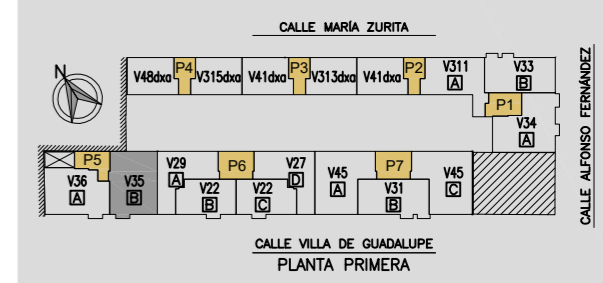 CALLE MARÍA ZURITA
CALLE ALFONSO FERNÁNDEZ
N
V48dxa P4 V315dxa V41dxa P3 V313dxa V41dxa P2 V311 A V33 B
P1
V34 A
P5 V36 A V35 B V29 A P6 V22 B V22 C V27 D V45 A P7 V31 B V45 C
CALLE VILLA DE GUADALUPE
PLANTA PRIMERA